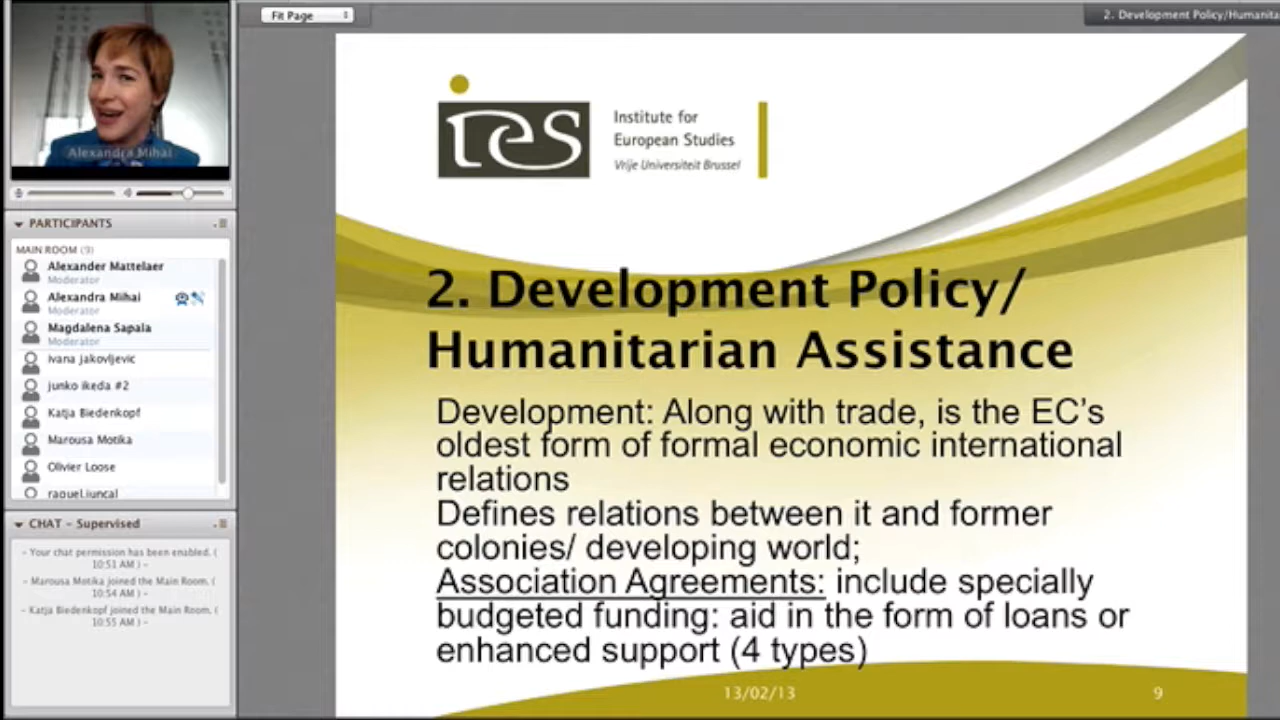 Fit Page
2. Development Policy/Humanita
Alexandra Mihai
PARTICIPANTS
MAIN ROOM (9)
Alexander Mattelaer
Moderator
Alexandra Mihai
Moderator
Magdalena Sapala
Moderator
ivana jakovljevic
junko ikeda #2
Katja Biedenkopf
Marousa Motika
Olivier Loose
raquel.juncal
CHAT – Supervised
– Your chat permission has been enabled. (
10:51 AM ) –
– Marousa Motika joined the Main Room. (
10:54 AM ) –
– Katja Biedenkopf joined the Main Room. (
10:55 AM ) –
ies
Institute for
European Studies
Vrije Universiteit Brussel
2. Development Policy/
Humanitarian Assistance
Development: Along with trade, is the EC's
oldest form of formal economic international
relations
Defines relations between it and former
colonies/ developing world;
Association Agreements: include specially
budgeted funding: aid in the form of loans or
enhanced support (4 types)
13/02/13
9